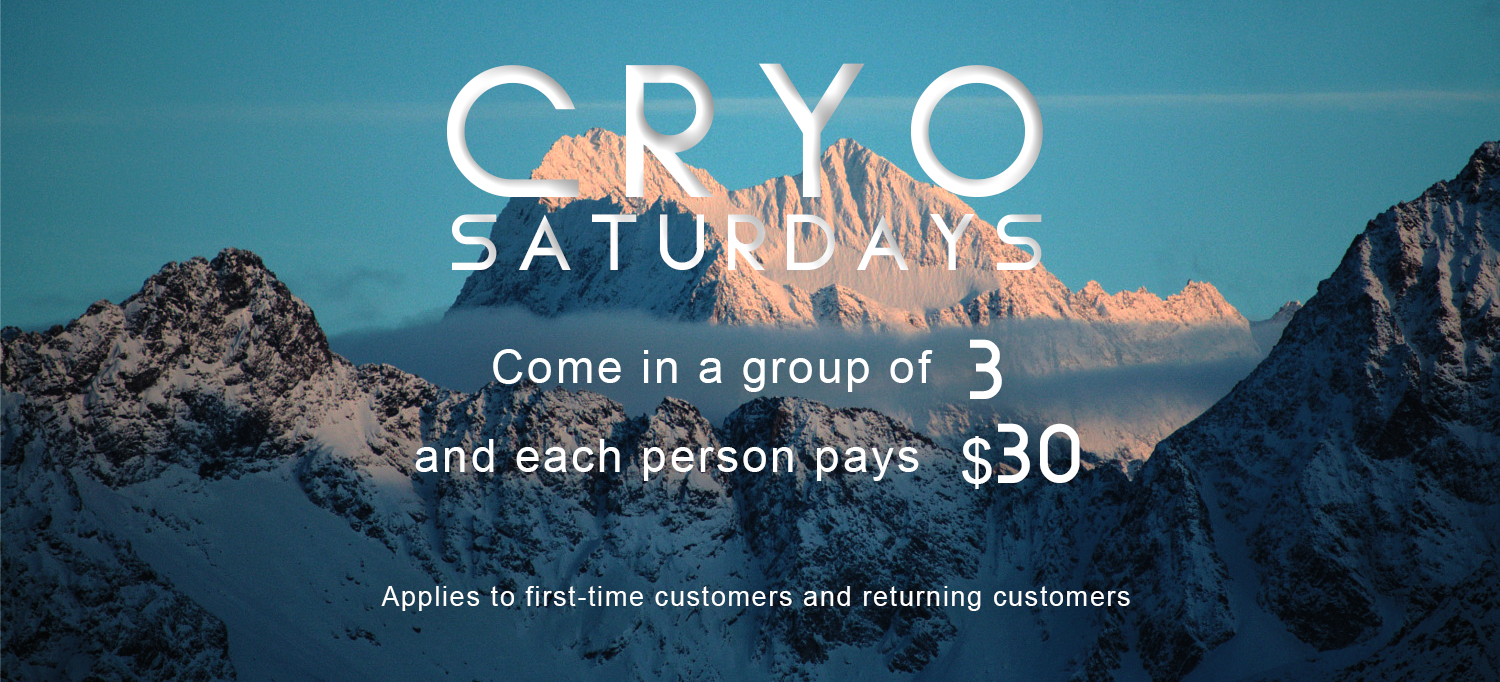 CRYO
SATURDAYS
Come in a group of 3
and each person pays $30
Applies to first-time customers and returning customers